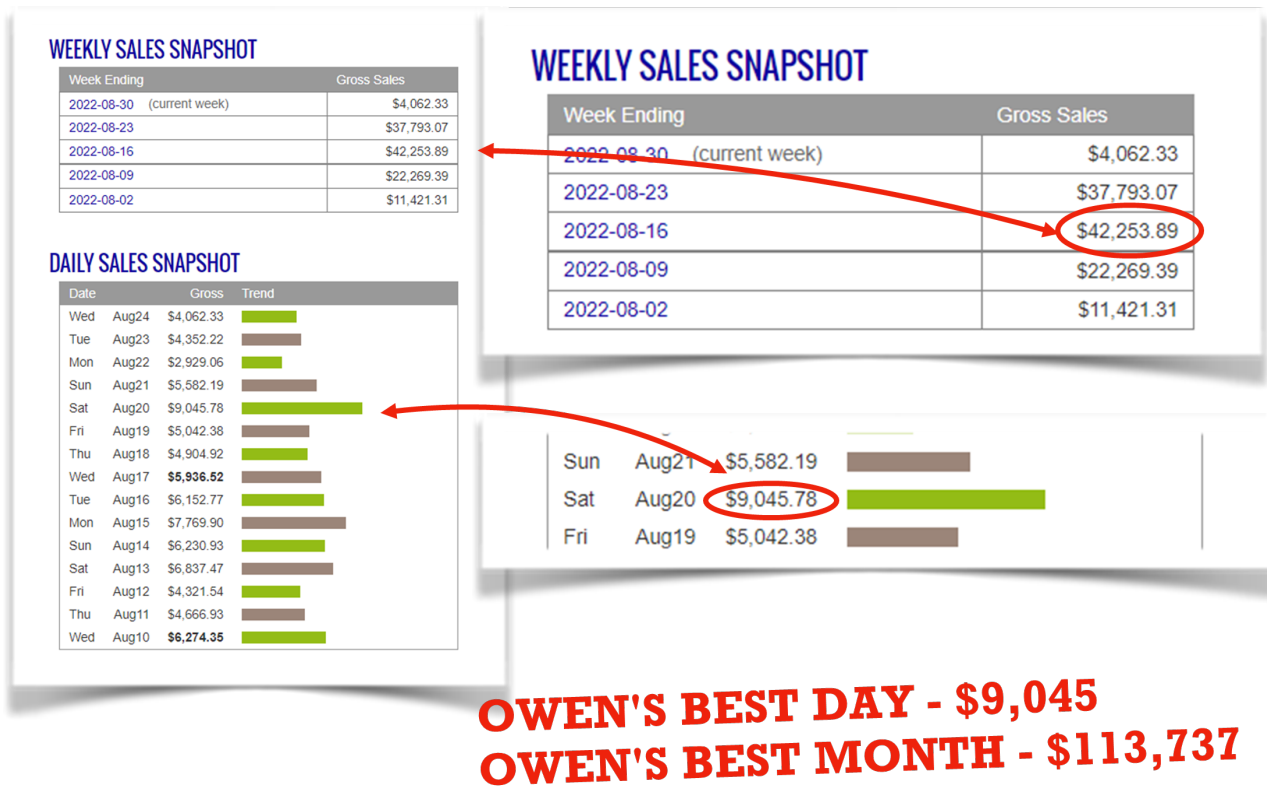 WEEKLY SALES SNAPSHOT
Week Ending Gross Sales
2022-08-30 (current week) $4,062.33
2022-08-23 $37,793.07
2022-08-16 $42,253.89
2022-08-09 $22,269.39
2022-08-02 $11,421.31
DAILY SALES SNAPSHOT
Date Gross Trend
Wed Aug24 $4,062.33
Tue Aug23 $4,352.22
Mon Aug22 $2,929.06
Sun Aug21 $5,582.19
Sat Aug20 $9,045.78
Fri Aug19 $5,042.38
Thu Aug18 $4,904.92
Wed Aug17 $5,936.52
Tue Aug16 $6,152.77
Mon Aug15 $7,769.90
Sun Aug14 $6,230.93
Sat Aug13 $6,837.47
Fri Aug12 $4,321.54
Thu Aug11 $4,666.93
Wed Aug10 $6,274.35
WEEKLY SALES SNAPSHOT
Week Ending Gross Sales
2022-08-30 (current week) $4,062.33
2022-08-23 $37,793.07
2022-08-16 $42,253.89
2022-08-09 $22,269.39
2022-08-02 $11,421.31
Sun Aug21 $5,582.19
Sat Aug20 $9,045.78
Fri Aug19 $5,042.38
OWEN'S BEST DAY - $9,045
OWEN'S BEST MONTH - $113,737